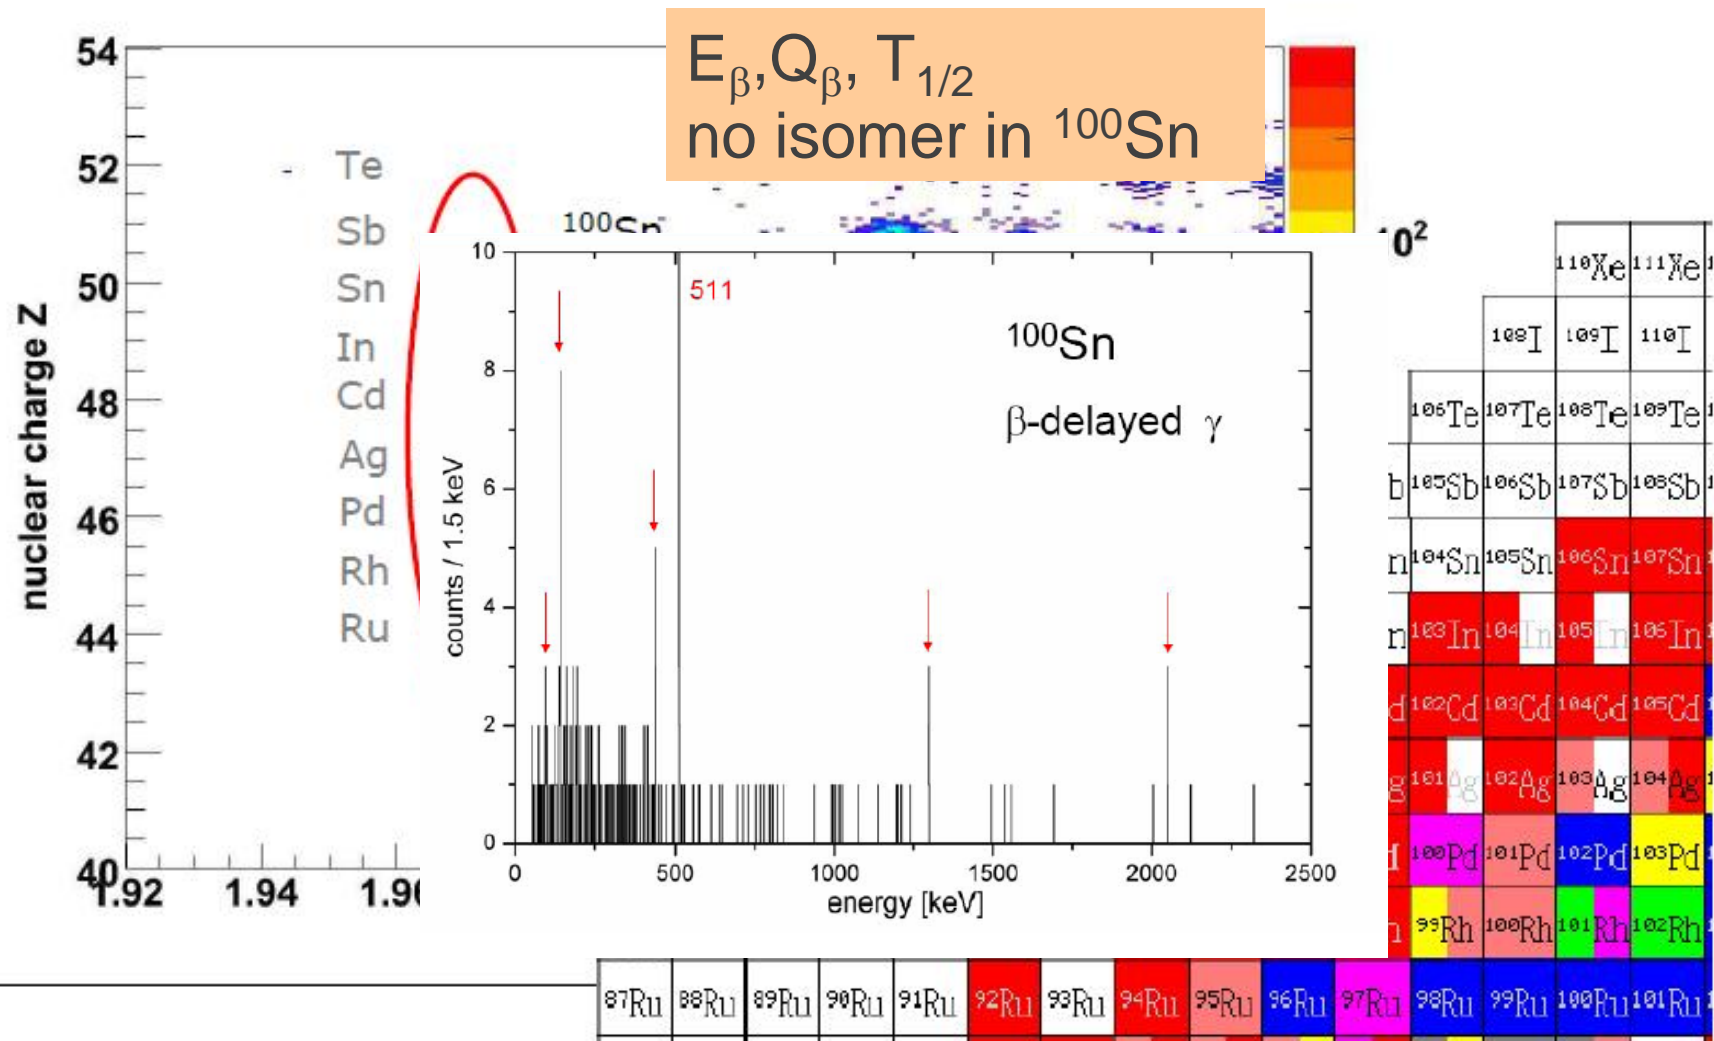 E_β,Q_β, T_1/2
no isomer in ¹⁰⁰Sn
54
52
50
48
46
44
42
40
nuclear charge Z
1.92
1.94
Te
Sb
Sn
In
Cd
Ag
Pd
Rh
Ru
¹⁰⁰Sn
10²
10
8
6
4
2
0
counts / 1.5 keV
511
¹⁰⁰Sn
β-delayed γ
0 500 1000 1500 2000 2500
energy [keV]
¹¹⁰Xe ¹¹¹Xe
¹⁰⁸I ¹⁰⁹I ¹¹⁰I
¹⁰⁶Te ¹⁰⁷Te ¹⁰⁸Te ¹⁰⁹Te
¹⁰⁵Sb ¹⁰⁶Sb ¹⁰⁷Sb ¹⁰⁸Sb
¹⁰⁴Sn ¹⁰⁵Sn ¹⁰⁶Sn ¹⁰⁷Sn
¹⁰³In ¹⁰⁴In ¹⁰⁵In ¹⁰⁶In
¹⁰²Cd ¹⁰³Cd ¹⁰⁴Cd ¹⁰⁵Cd
¹⁰¹Ag ¹⁰²Ag ¹⁰³Ag ¹⁰⁴Ag
¹⁰⁰Pd ¹⁰¹Pd ¹⁰²Pd ¹⁰³Pd
⁹⁹Rh ¹⁰⁰Rh ¹⁰¹Rh ¹⁰²Rh
⁸⁷Ru ⁸⁸Ru ⁸⁹Ru ⁹⁰Ru ⁹¹Ru ⁹²Ru ⁹³Ru ⁹⁴Ru ⁹⁵Ru ⁹⁶Ru ⁹⁷Ru ⁹⁸Ru ⁹⁹Ru ¹⁰⁰Ru ¹⁰¹Ru